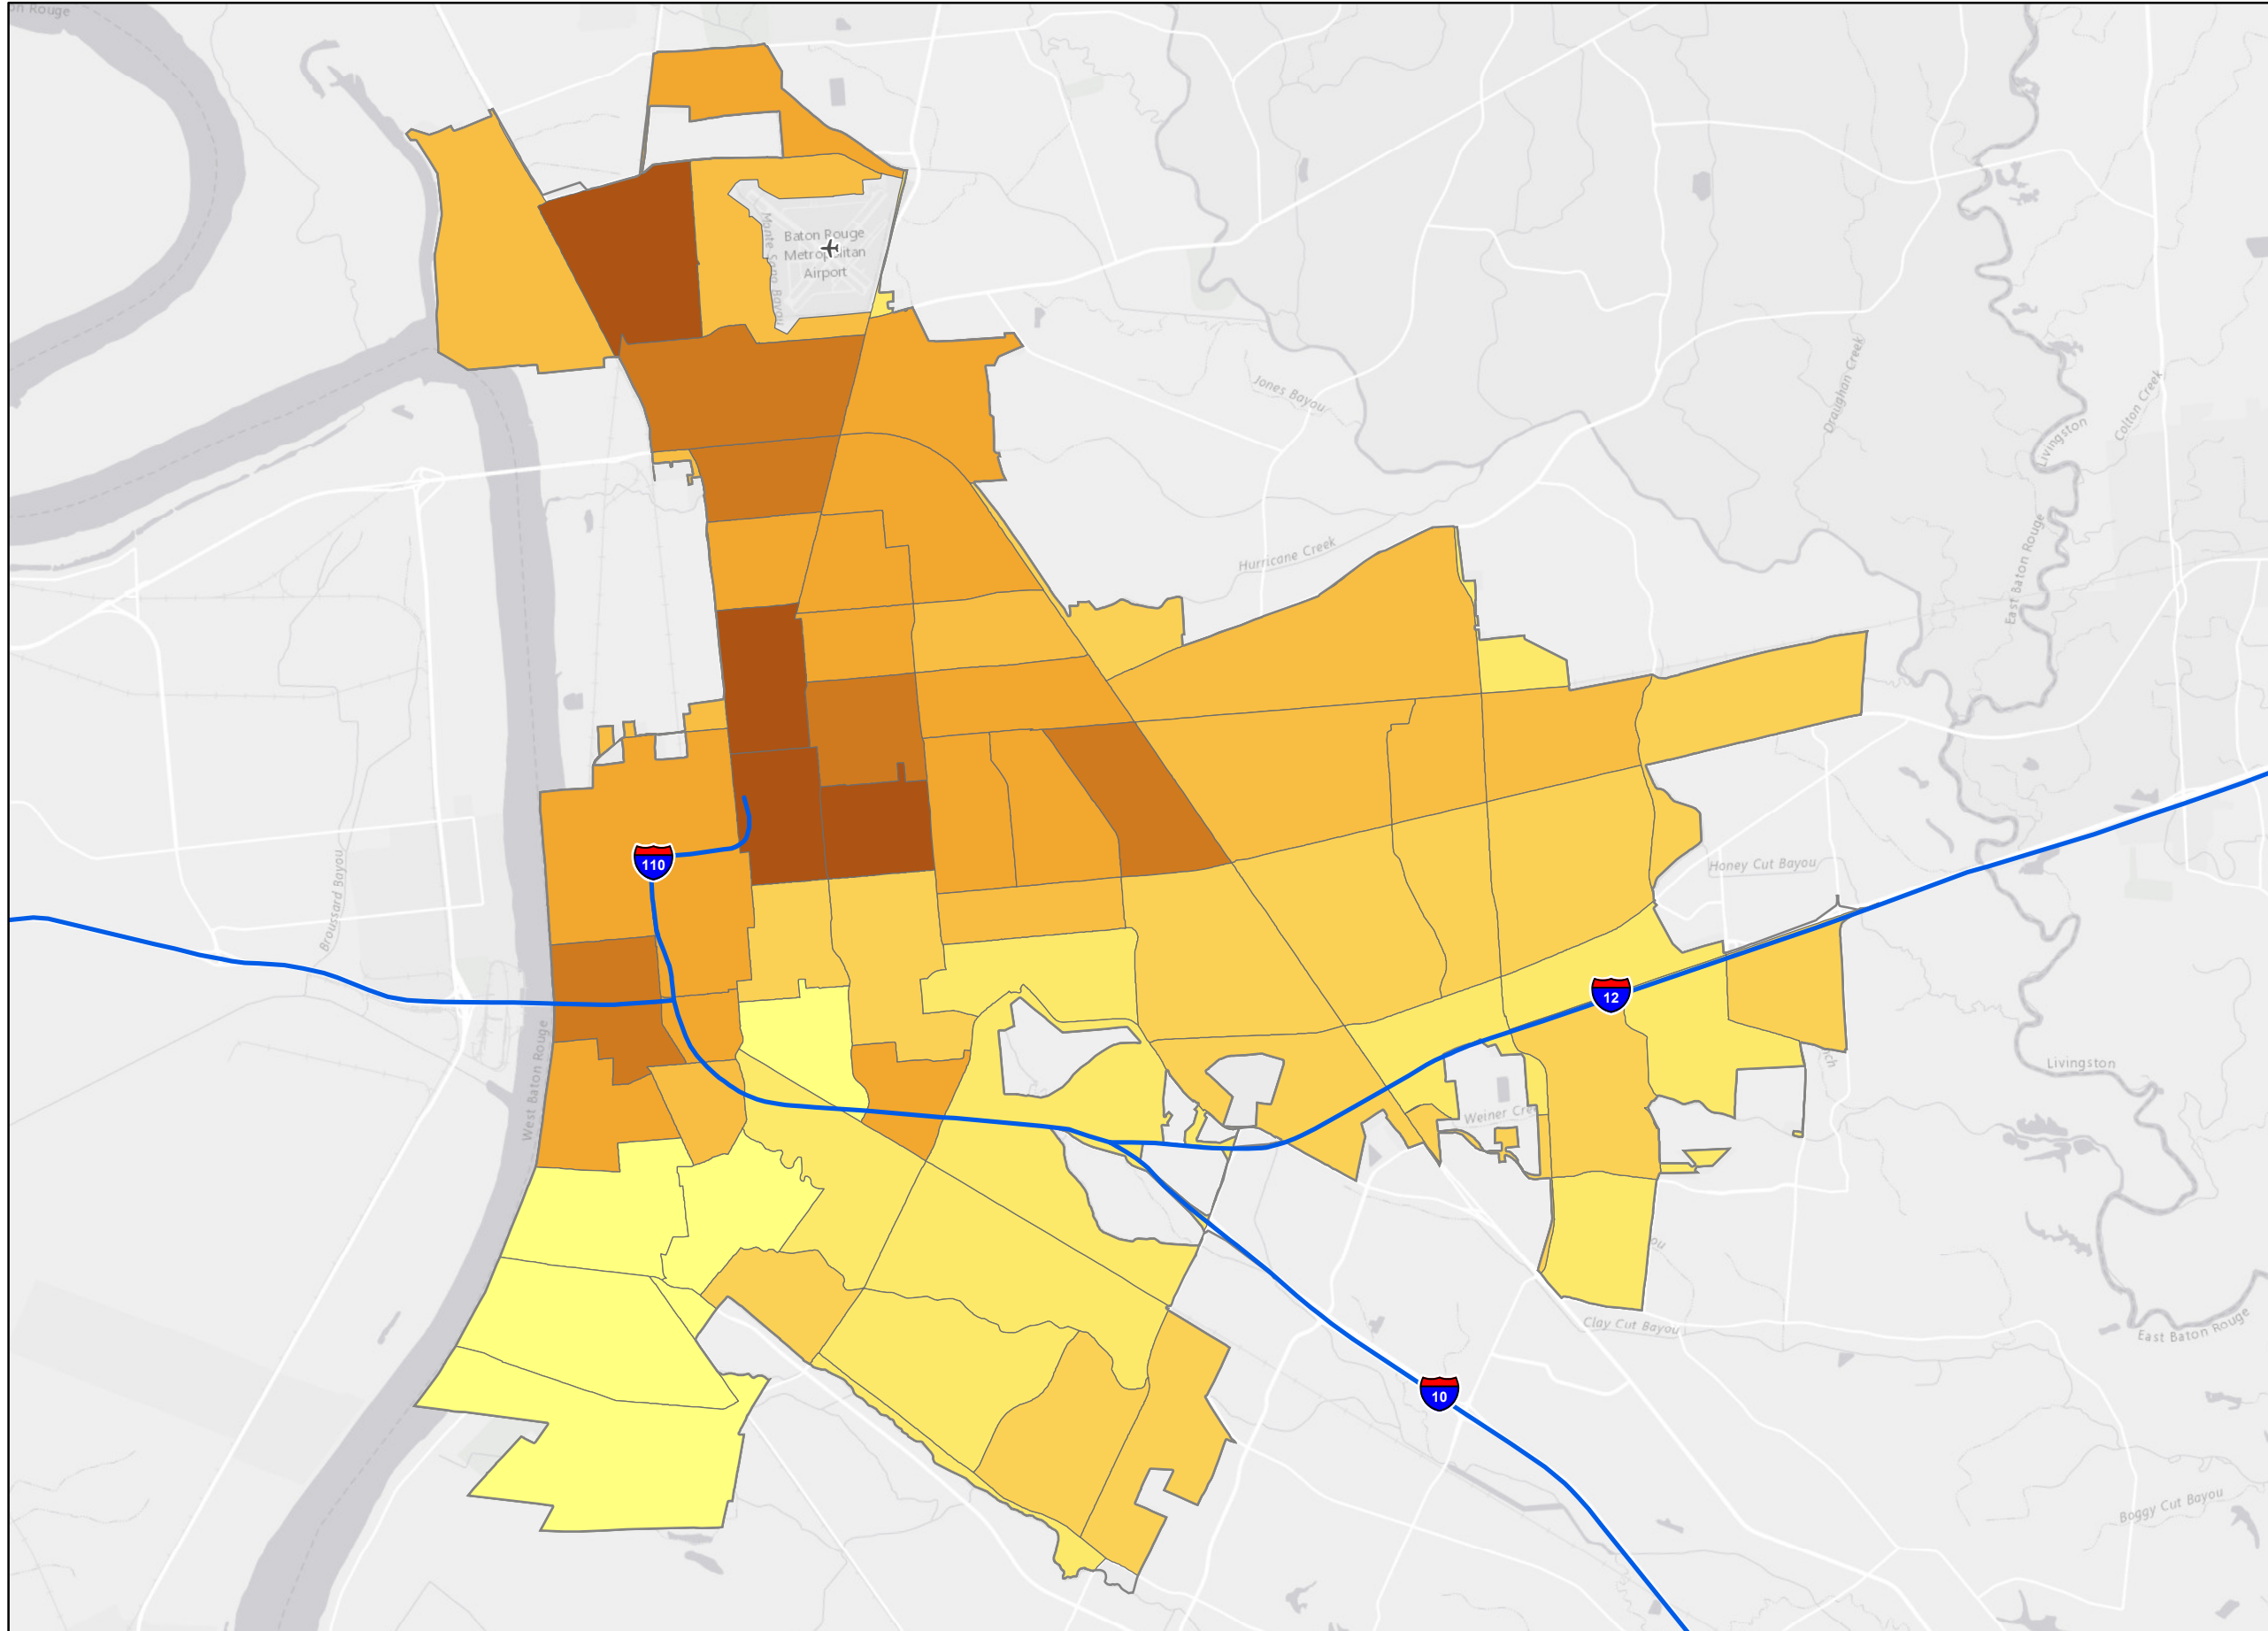 on Rouge
Monte Sano Bayou
Baton Rouge
Metropolitan
Airport
Jones Bayou
Draughan Creek
Livingston
Colton Creek
Hurricane Creek
East Baton Rouge
110
Broussard Bayou
Honey Cut Bayou
12
West Baton Rouge
Livingston
Weiner Cree
Clay Cut Bayou
East Baton Rouge
10
Boggy Cut Bayou